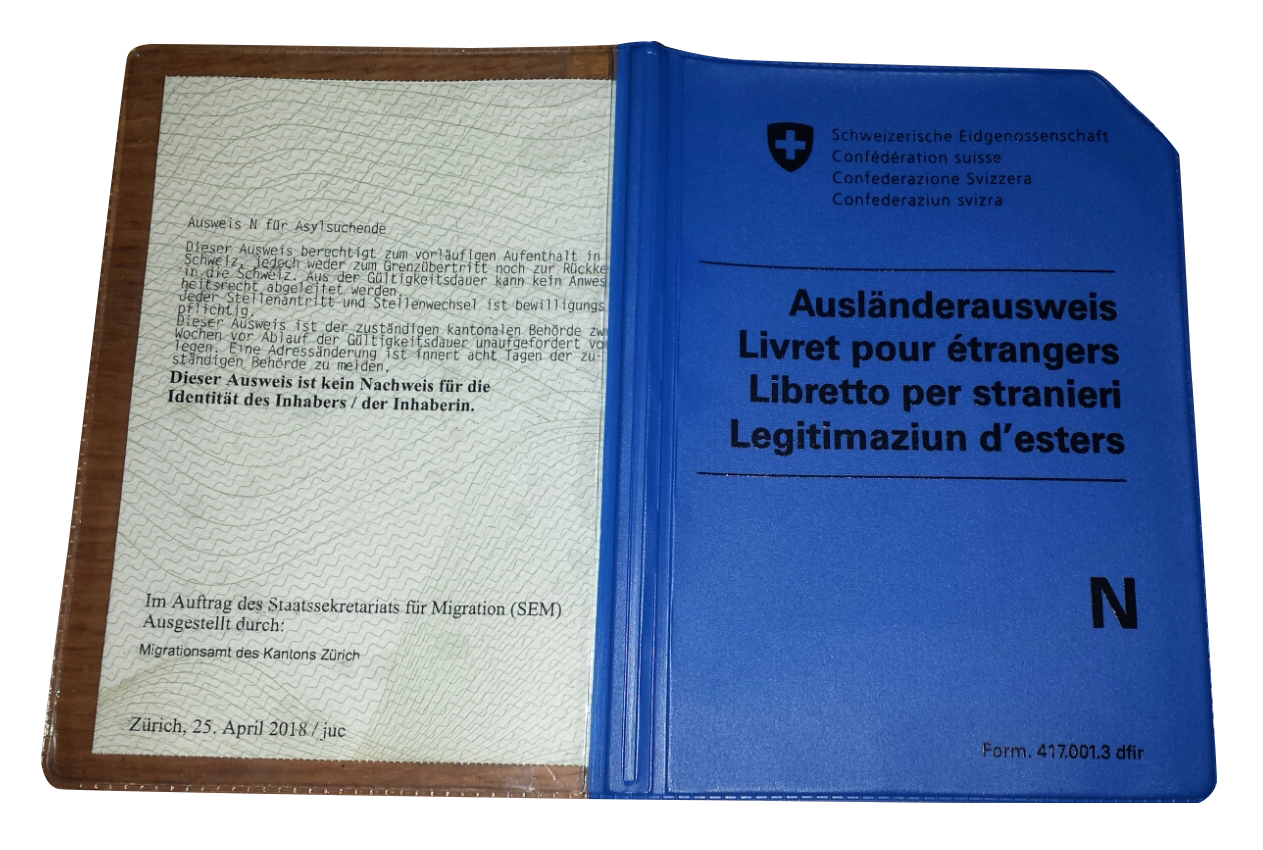 Ausweis N für Asylsuchende
Dieser Ausweis berechtigt zum vorläufigen Aufenthalt in
Schweiz, jedoch weder zum Grenzübertritt noch zur Rückke
in die Schweiz. Aus der Gültigkeitsdauer kann kein Anwes
heitsrecht abgeleitet werden.
Jeder Stellenantritt und Stellenwechsel ist bewilligungs
pflichtig.
Dieser Ausweis ist der zuständigen kantonalen Behörde zw
Wochen vor Ablauf der Gültigkeitsdauer unaufgefordert vo
legen. Eine Adressänderung ist innert acht Tagen der zu-
ständigen Behörde zu melden.
Dieser Ausweis ist kein Nachweis für die
Identität des Inhabers / der Inhaberin.
Im Auftrag des Staatssekretariats für Migration (SEM)
Ausgestellt durch:
Migrationsamt des Kantons Zürich
Zürich, 25. April 2018 / juc
Schweizerische Eidgenossenschaft
Confédération suisse
Confederazione Svizzera
Confederaziun svizra
Ausländerausweis
Livret pour étrangers
Libretto per stranieri
Legitimaziun d'esters
N
Form. 417.001.3 dfir